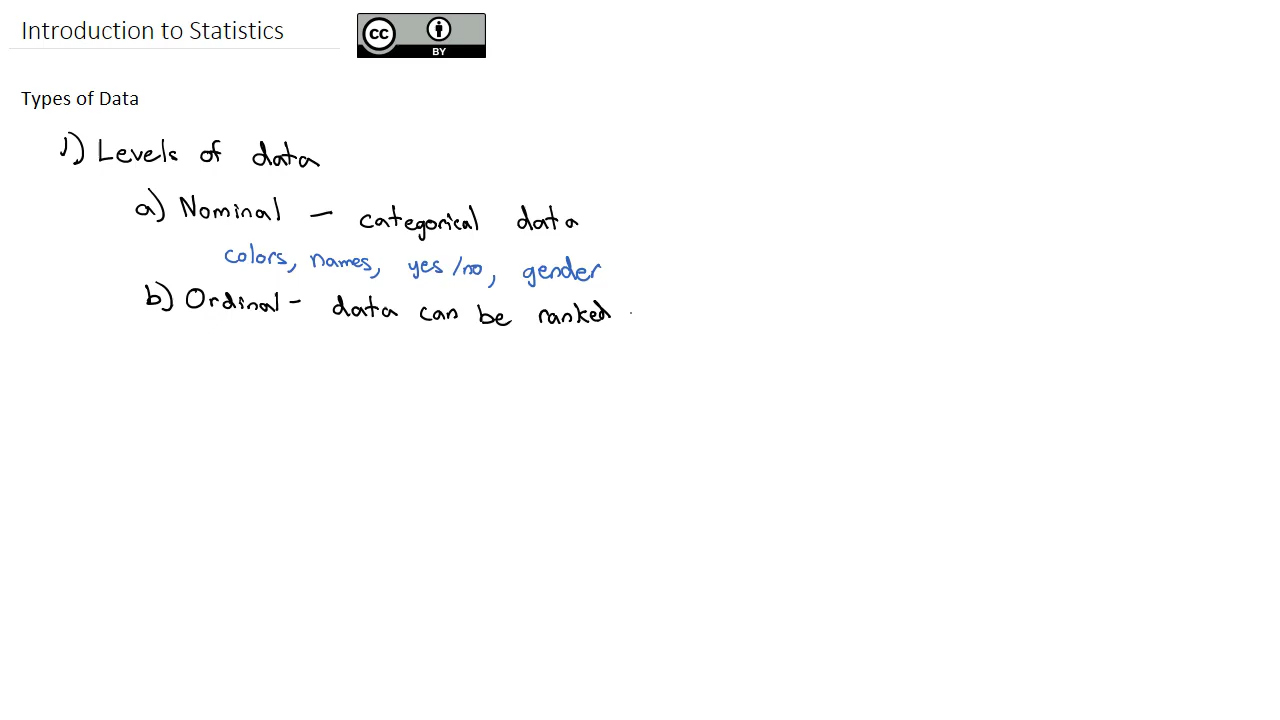 Introduction to Statistics
cc BY
Types of Data
1) Levels of data
a) Nominal – categorical data
colors, names, yes/no, gender
b) Ordinal – data can be ranked